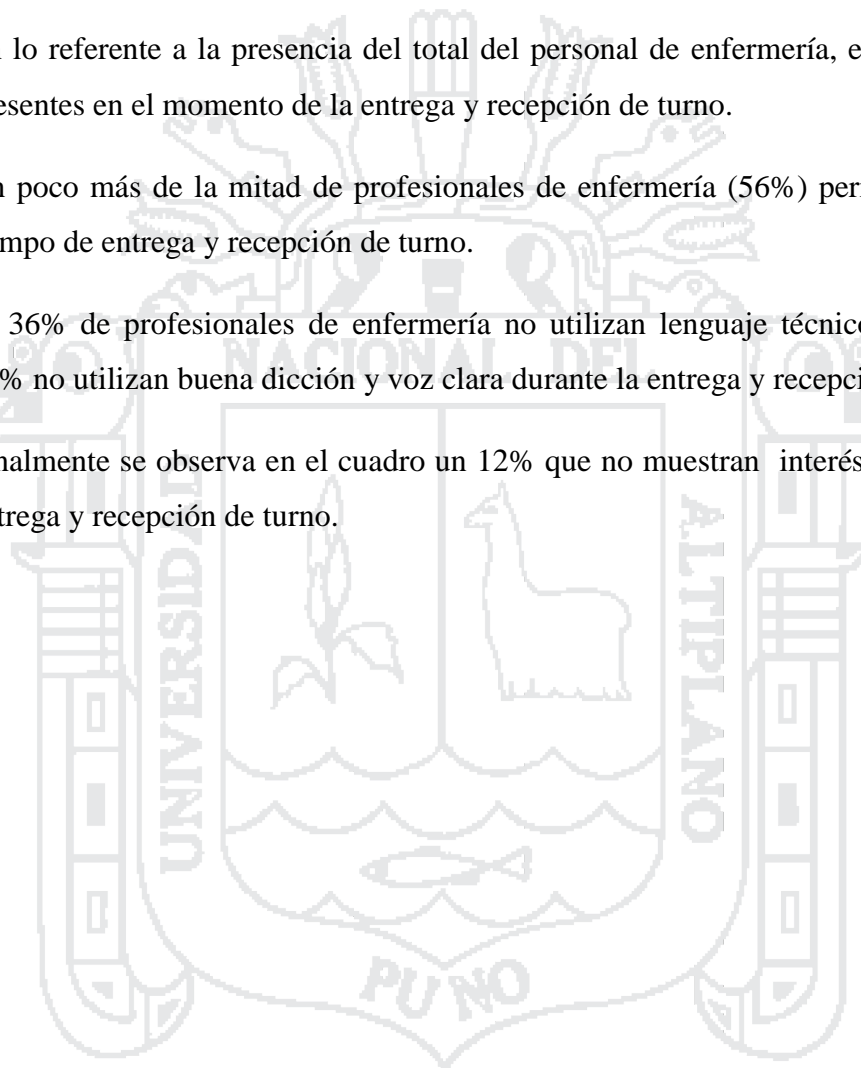 lo referente a la presencia del total del personal de enfermería, e
esentes en el momento de la entrega y recepción de turno.
poco más de la mitad de profesionales de enfermería (56%) per
mpo de entrega y recepción de turno.
36% de profesionales de enfermería no utilizan lenguaje técnico
% no utilizan buena dicción y voz clara durante la entrega y recepci
nalmente se observa en el cuadro un 12% que no muestran interés
trega y recepción de turno.
NACIONAL DEL
UNIVERSIDAD
ALTIPLANO
PUNO